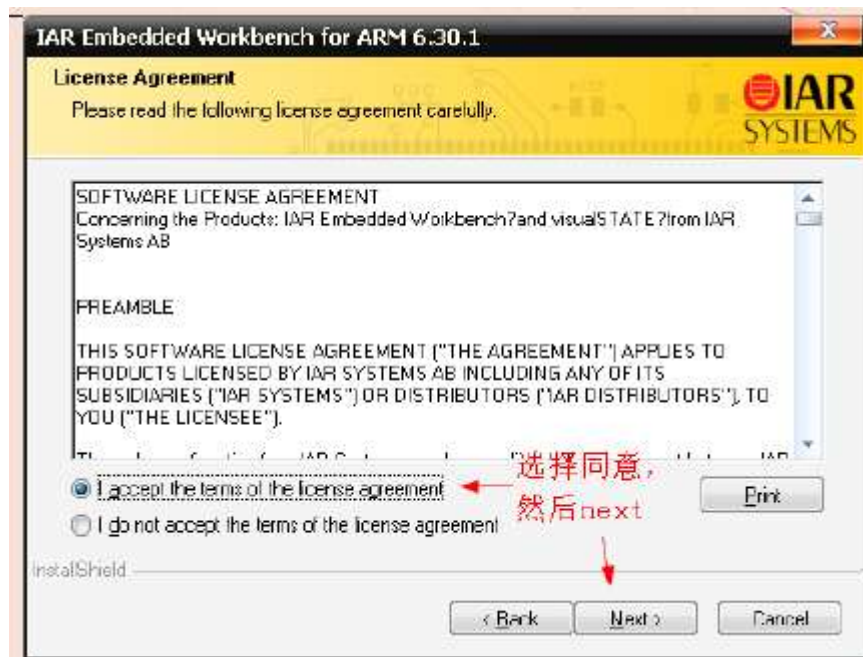 IAR Embedded Workbench for ARM 6.30.1
License Agreement
Please read the following license agreement carefully.
IAR
SYSTEMS
SOFTWARE LICENSE AGREEMENT
Concerning the Products: IAR Embedded Workbench?and visualSTATE?from IAR
Systems AB
PREAMBLE
THIS SOFTWARE LICENSE AGREEMENT ("THE AGREEMENT") APPLIES TO
PRODUCTS LICENSED BY IAR SYSTEMS AB INCLUDING ANY OF ITS
SUBSIDIARIES ("IAR SYSTEMS") OR DISTRIBUTORS ("IAR DISTRIBUTORS"), TO
YOU ("THE LICENSEE").
选择同意，
I accept the terms of the license agreement
Print
然后next
I do not accept the terms of the license agreement
InstallShield
< Back
Next >
Cancel